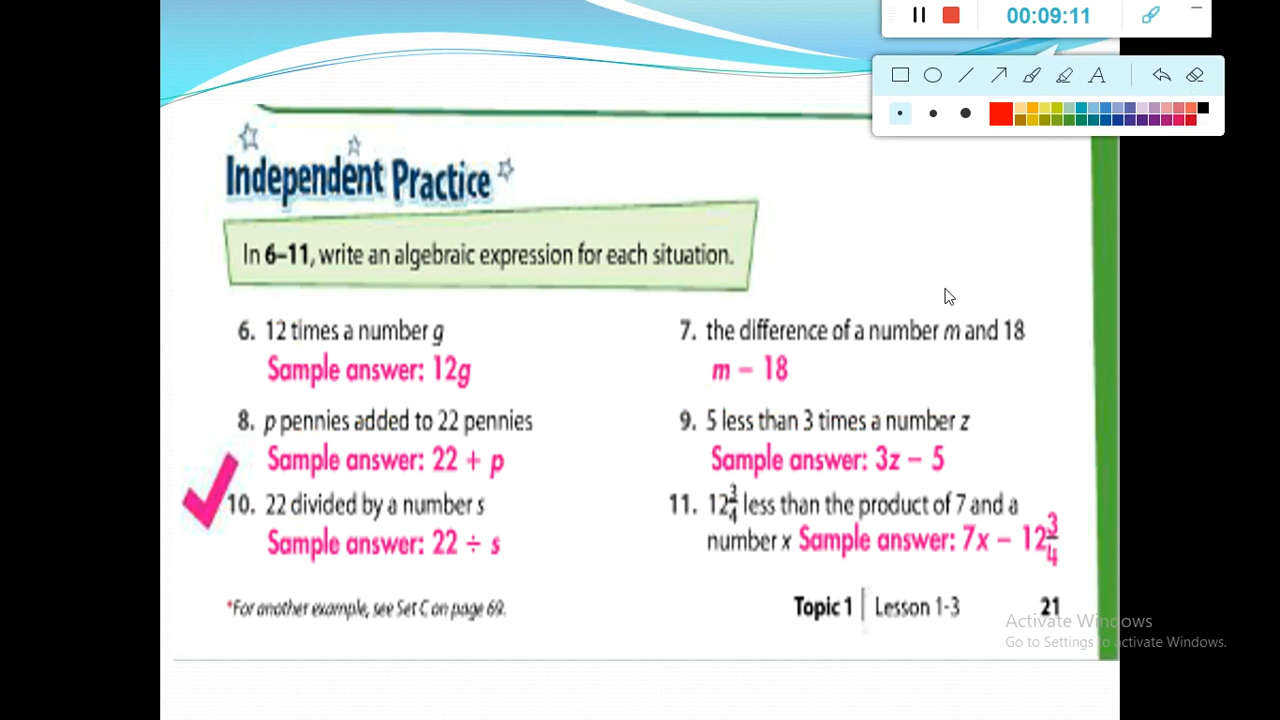 00:09:11
A
Independent Practice
In 6–11, write an algebraic expression for each situation.
6. 12 times a number g
Sample answer: 12g
7. the difference of a number m and 18
m − 18
8. p pennies added to 22 pennies
Sample answer: 22 + p
9. 5 less than 3 times a number z
Sample answer: 3z − 5
10. 22 divided by a number s
Sample answer: 22 ÷ s
11. 12 3/4 less than the product of 7 and a
number x Sample answer: 7x − 12 3/4
*For another example, see Set C on page 69.
Topic 1 | Lesson 1-3 21
Activate Windows
Go to Settings to activate Windows.